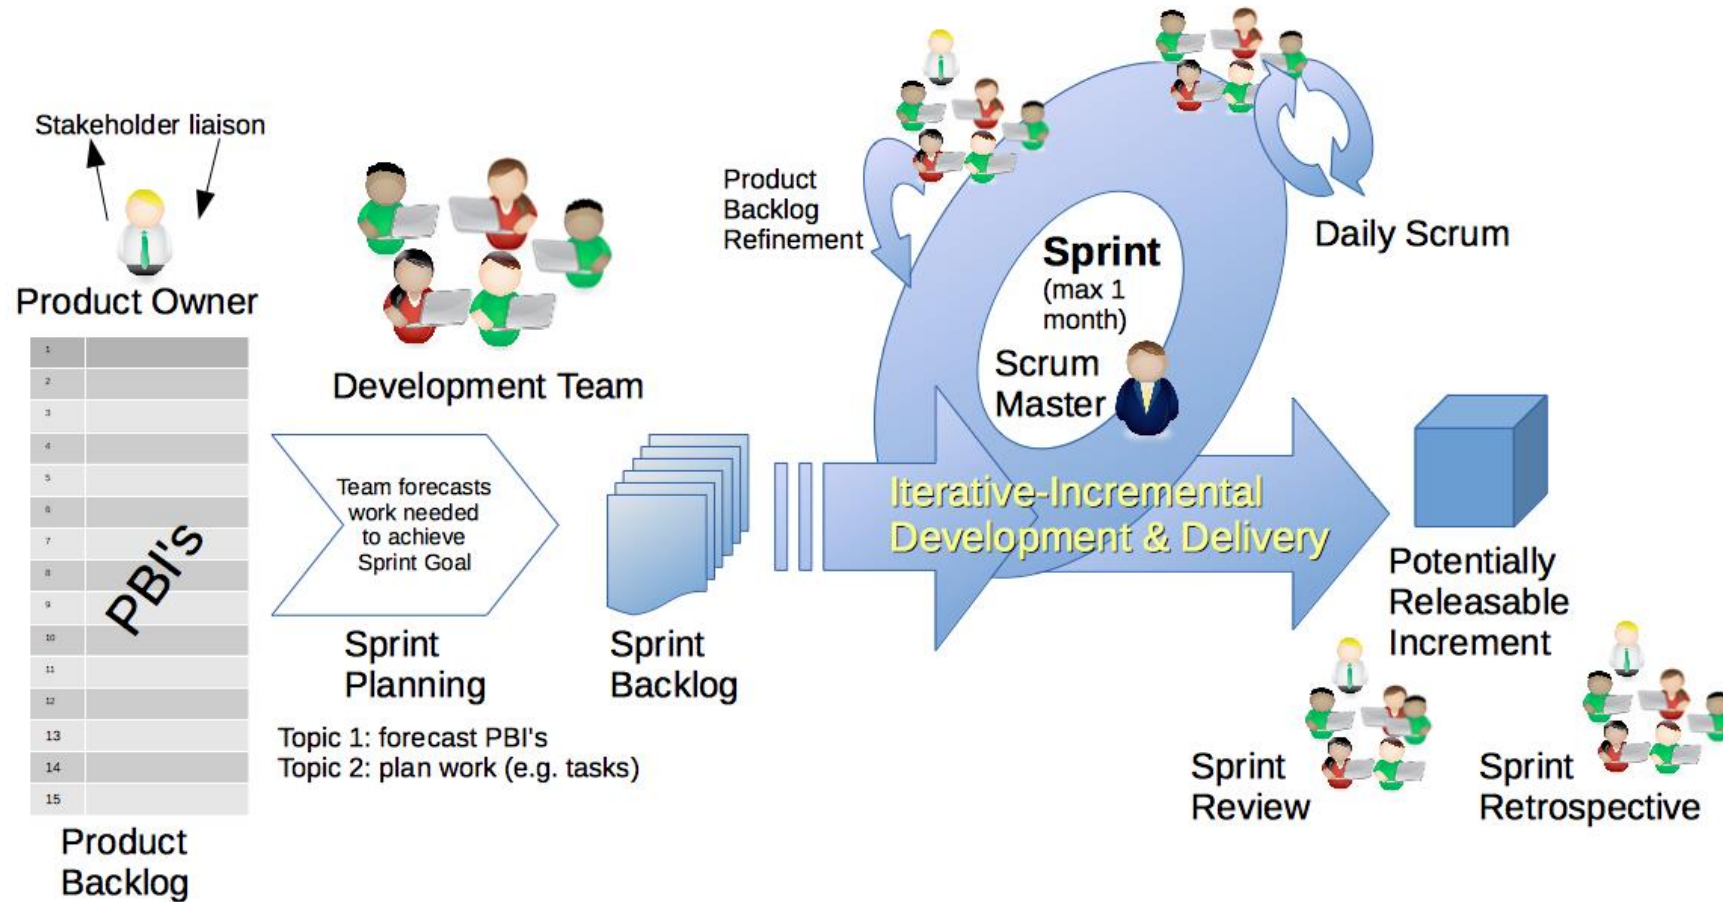 Stakeholder liaison
Product Owner
1
2
3
4
5
6
7
8
9
10
11
12
13
14
15
PBI's
Product
Backlog
Development Team
Team forecasts
work needed
to achieve
Sprint Goal
Sprint
Planning
Topic 1: forecast PBI's
Topic 2: plan work (e.g. tasks)
Sprint
Backlog
Product
Backlog
Refinement
Sprint
(max 1
month)
Scrum
Master
Daily Scrum
Iterative-Incremental
Development & Delivery
Potentially
Releasable
Increment
Sprint
Review
Sprint
Retrospective